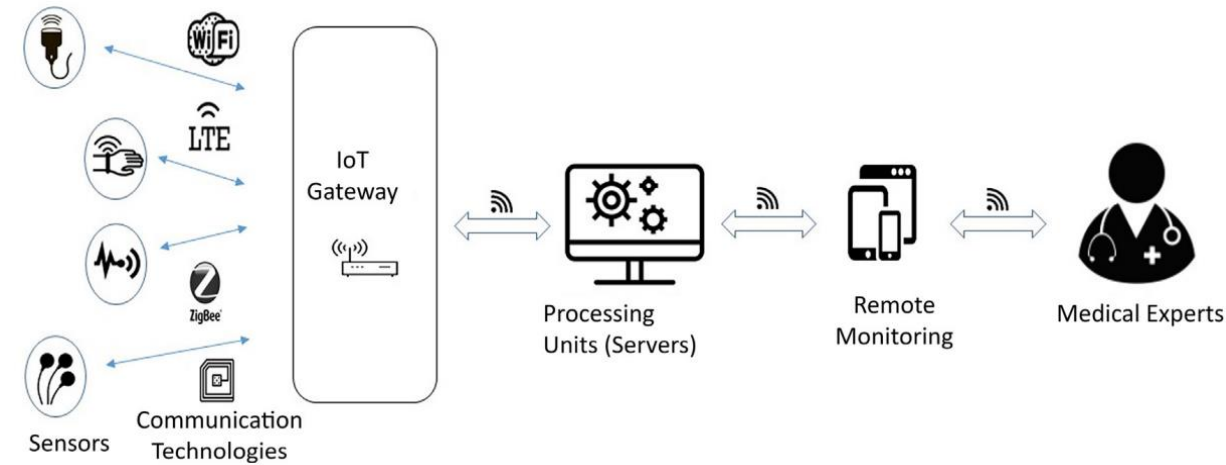 WiFi
LTE
IoT
Gateway
ZigBee®
Sensors
Communication
Technologies
Processing
Units (Servers)
Remote
Monitoring
Medical Experts